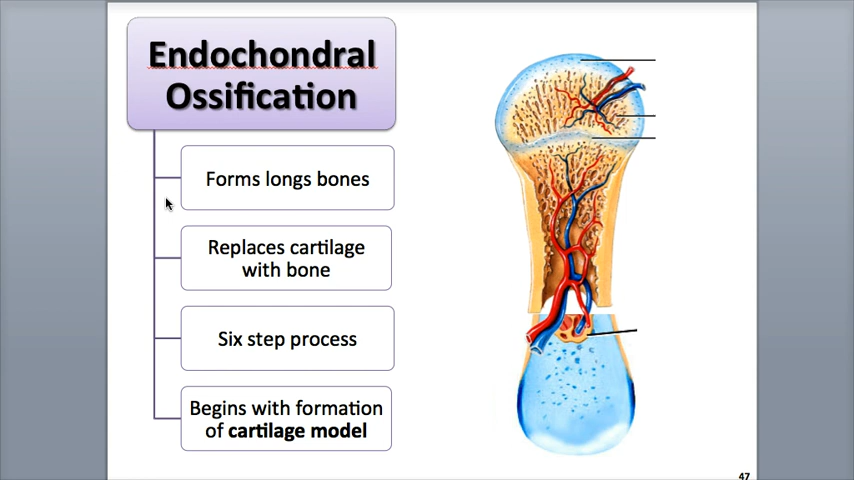 Endochondral
Ossification
Forms longs bones
Replaces cartilage
with bone
Six step process
Begins with formation
of cartilage model
47